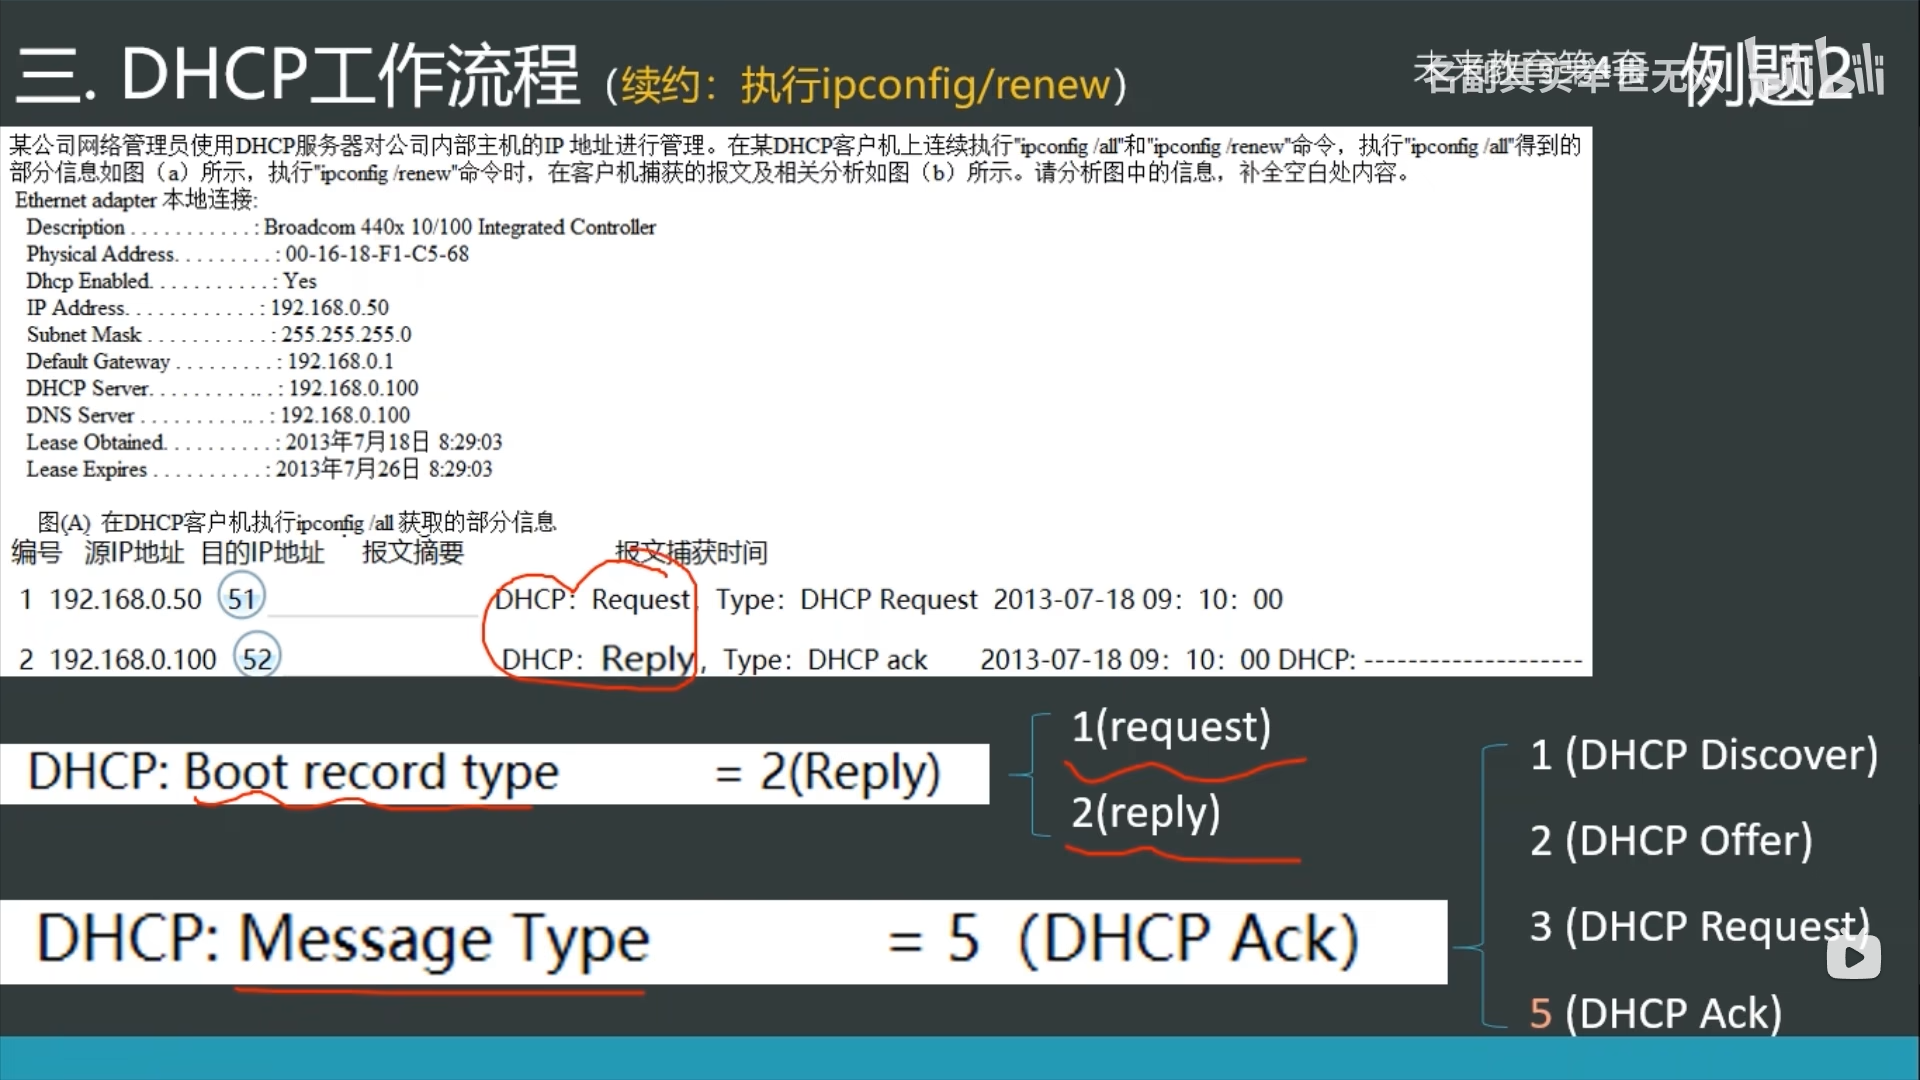 三. DHCP工作流程（续约：执行ipconfig/renew）
未来教育第4套 例题2
名副其实举世无双 bilibili
某公司网络管理员使用DHCP服务器对公司内部主机的IP 地址进行管理。在某DHCP客户机上连续执行"ipconfig /all"和"ipconfig /renew"命令，执行"ipconfig /all"得到的
部分信息如图（a）所示，执行"ipconfig /renew"命令时，在客户机捕获的报文及相关分析如图（b）所示。请分析图中的信息，补全空白处内容。
Ethernet adapter 本地连接:
Description . . . . . . . . . . . : Broadcom 440x 10/100 Integrated Controller
Physical Address. . . . . . . . . : 00-16-18-F1-C5-68
Dhcp Enabled. . . . . . . . . . . : Yes
IP Address. . . . . . . . . . . . : 192.168.0.50
Subnet Mask . . . . . . . . . . . : 255.255.255.0
Default Gateway . . . . . . . . . : 192.168.0.1
DHCP Server. . . . . . . . . .. . : 192.168.0.100
DNS Server . . . . . . . . . .. . : 192.168.0.100
Lease Obtained. . . . . . . . . . : 2013年7月18日 8:29:03
Lease Expires . . . . . . . . . . : 2013年7月26日 8:29:03
图(A) 在DHCP客户机执行ipconfig /all 获取的部分信息
编号 源IP地址 目的IP地址 报文摘要 报文捕获时间
1 192.168.0.50 51 DHCP：Request，Type：DHCP Request 2013-07-18 09：10：00
2 192.168.0.100 52 DHCP：Reply，Type：DHCP ack 2013-07-18 09：10：00 DHCP: --------------------
DHCP: Boot record type = 2(Reply)
1(request)
2(reply)
DHCP: Message Type = 5 (DHCP Ack)
1 (DHCP Discover)
2 (DHCP Offer)
3 (DHCP Request)
5 (DHCP Ack)